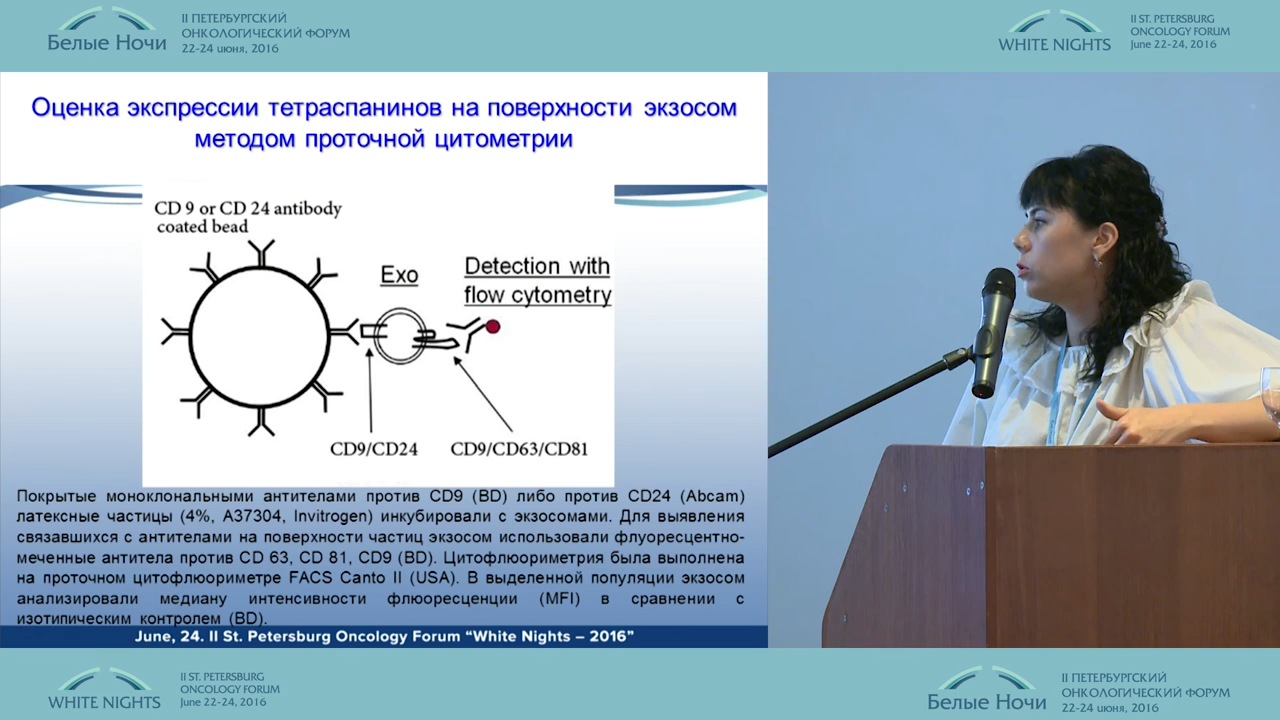 Белые Ночи
II ПЕТЕРБУРГСКИЙ
ОНКОЛОГИЧЕСКИЙ ФОРУМ
22-24 июня, 2016
WHITE NIGHTS
II ST. PETERSBURG
ONCOLOGY FORUM
June 22-24, 2016
Оценка экспрессии тетраспанинов на поверхности экзосом
методом проточной цитометрии
CD 9 or CD 24 antibody
coated bead
Exo
Detection with
flow cytometry
CD9/CD24
CD9/CD63/CD81
Покрытые моноклональными антителами против CD9 (BD) либо против CD24 (Abcam)
латексные частицы (4%, A37304, Invitrogen) инкубировали с экзосомами. Для выявления
связавшихся с антителами на поверхности частиц экзосом использовали флуоресцентно-
меченные антитела против CD 63, CD 81, CD9 (BD). Цитофлюориметрия была выполнена
на проточном цитофлюориметре FACS Canto II (USA). В выделенной популяции экзосом
анализировали медиану интенсивности флюоресценции (MFI) в сравнении с
изотипическим контролем (BD).
June, 24. II St. Petersburg Oncology Forum “White Nights – 2016”
WHITE NIGHTS
II ST. PETERSBURG
ONCOLOGY FORUM
June 22-24, 2016
Белые Ночи
II ПЕТЕРБУРГСКИЙ
ОНКОЛОГИЧЕСКИЙ ФОРУМ
22-24 июня, 2016